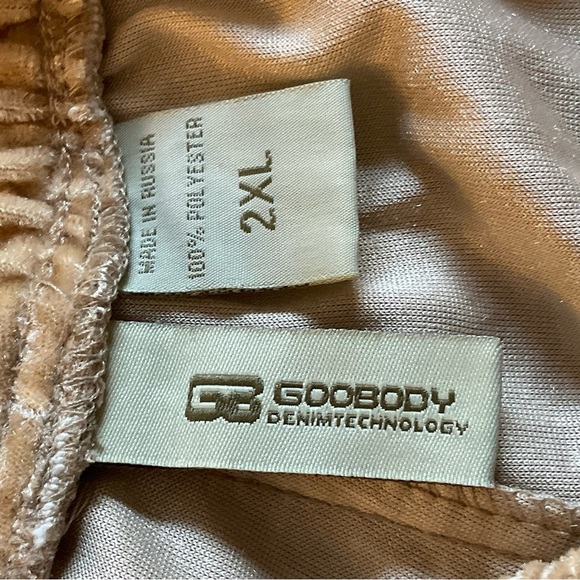 MADE IN RUSSIA
100% POLYESTER
2XL
GB GOOBODY
DENIMTECHNOLOGY